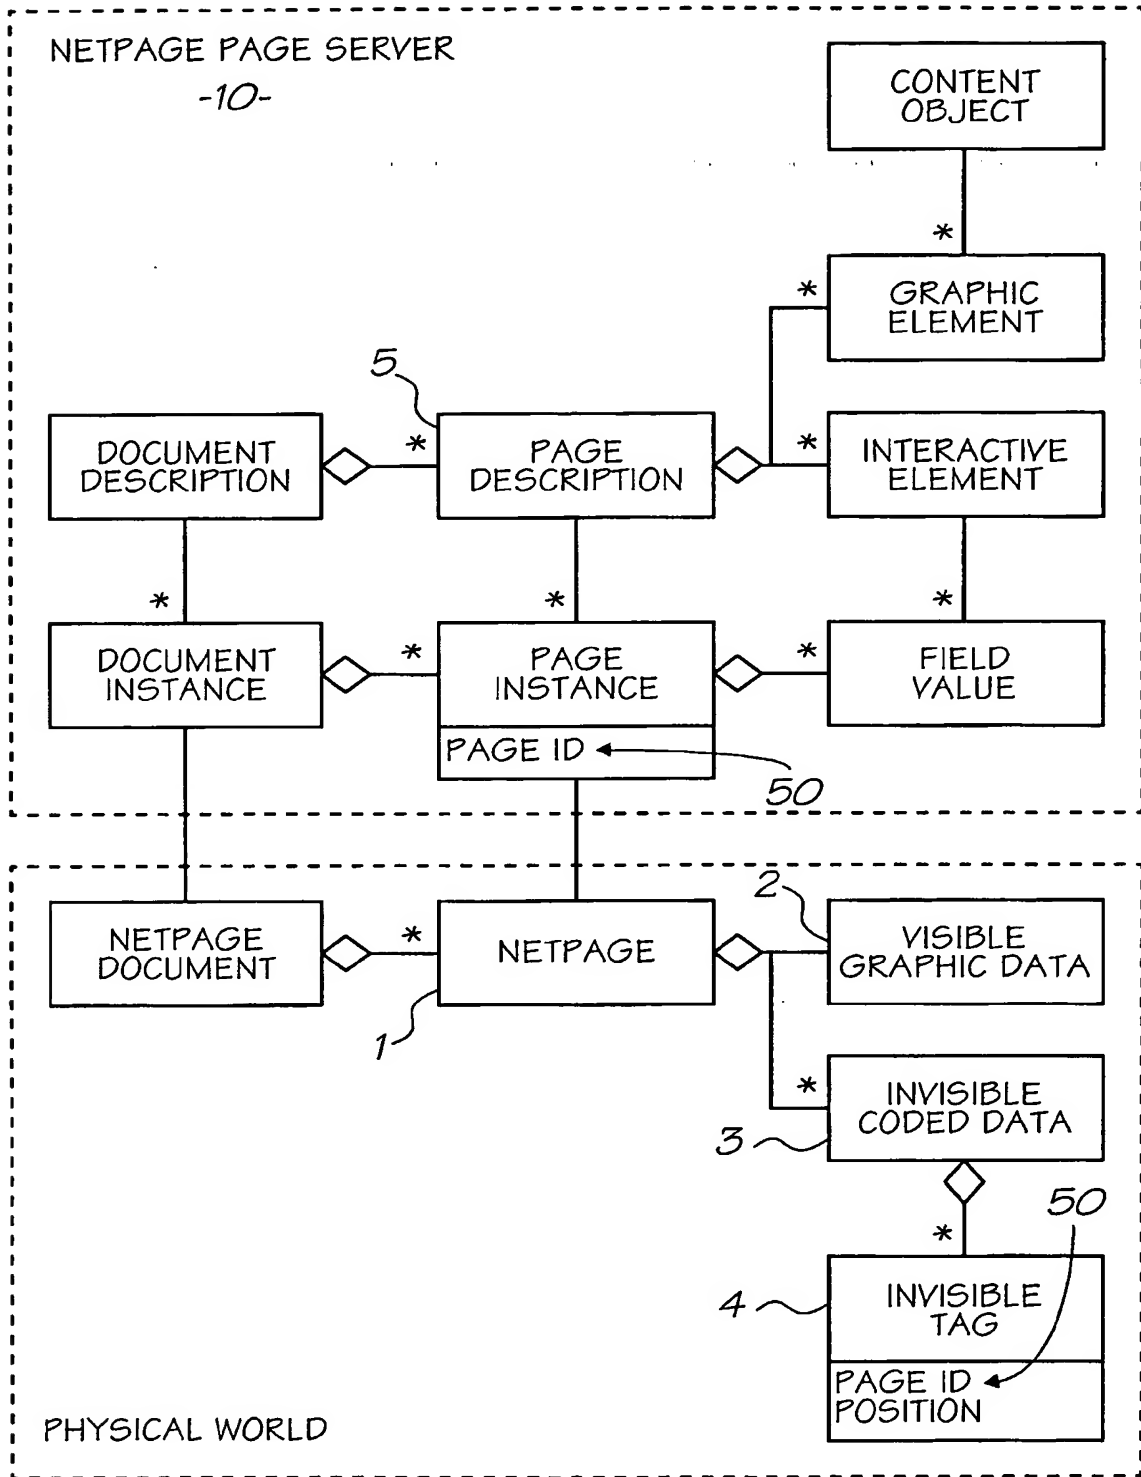 NETPAGE PAGE SERVER
-10-
CONTENT
OBJECT
*
*
GRAPHIC
ELEMENT
5
DOCUMENT
DESCRIPTION
*
PAGE
DESCRIPTION
*
INTERACTIVE
ELEMENT
*
*
*
DOCUMENT
INSTANCE
*
PAGE
INSTANCE
*
FIELD
VALUE
PAGE ID
50
2
NETPAGE
DOCUMENT
*
NETPAGE
VISIBLE
GRAPHIC DATA
1
*
INVISIBLE
CODED DATA
3
50
*
4
INVISIBLE
TAG
PAGE ID
POSITION
PHYSICAL WORLD